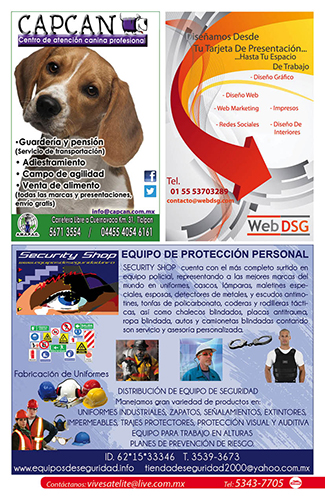 CAPCAN
Centro de atención canina profesional
•Guardería y pensión
(Servicio de transportación)
• Adiestramiento
• Campo de agilidad
• Venta de alimento
(todas las marcas y presentaciones,
envío gratis)
info@capcan.com.mx
Carretera Libre a Cuernavaca Km. 31, Tlalpan
5671 3554 / 04455 4054 6161
Diseñamos Desde
Tu Tarjeta De Presentación...
...Hasta Tu Espacio
De Trabajo
- Diseño Gráfico
- Diseño Web
- Web Marketing
- Impresos
- Redes Sociales
- Diseño De
Interiores
Tel.
01 55 53703289
contacto@webdsg.com
Web DSG
Security Shop
EQUIPO DE PROTECCIÓN PERSONAL
SECURITY SHOP - cuenta con el más completo surtido en
equipo policial, representando a las mejores marcas del
mundo en uniformes, cascos, lámparas, maletines espe-
ciales, esposas, detectores de metales, y escudos antimo-
tines, tonfas de policarbonato, coderas y rodilleras tácti-
cas, así como chalecos blindados, placas antitrauma,
ropa blindada, autos y camionetas blindadas contando
con servicio y asesoría personalizada.
Fabricación de Uniformes
DISTRIBUCIÓN DE EQUIPO DE SEGURIDAD
Manejamos gran variedad de productos en:
UNIFORMES INDUSTRIALES, ZAPATOS, SEÑALAMIENTOS, EXTINTORES,
IMPERMEABLES, TRAJES PROTECTORES, PROTECCIÓN VISUAL Y AUDITIVA
EQUIPO PARA TRABAJO EN ALTURAS
PLANES DE PREVENCIÓN DE RIESGO.
ID. 62*15*33346 T. 3539-3673
www.equiposdeseguridad.info tiendadeseguridad2000@yahoo.com.mx
Contáctanos: vivesatelite@live.com.mx
Tel: 5343-7705